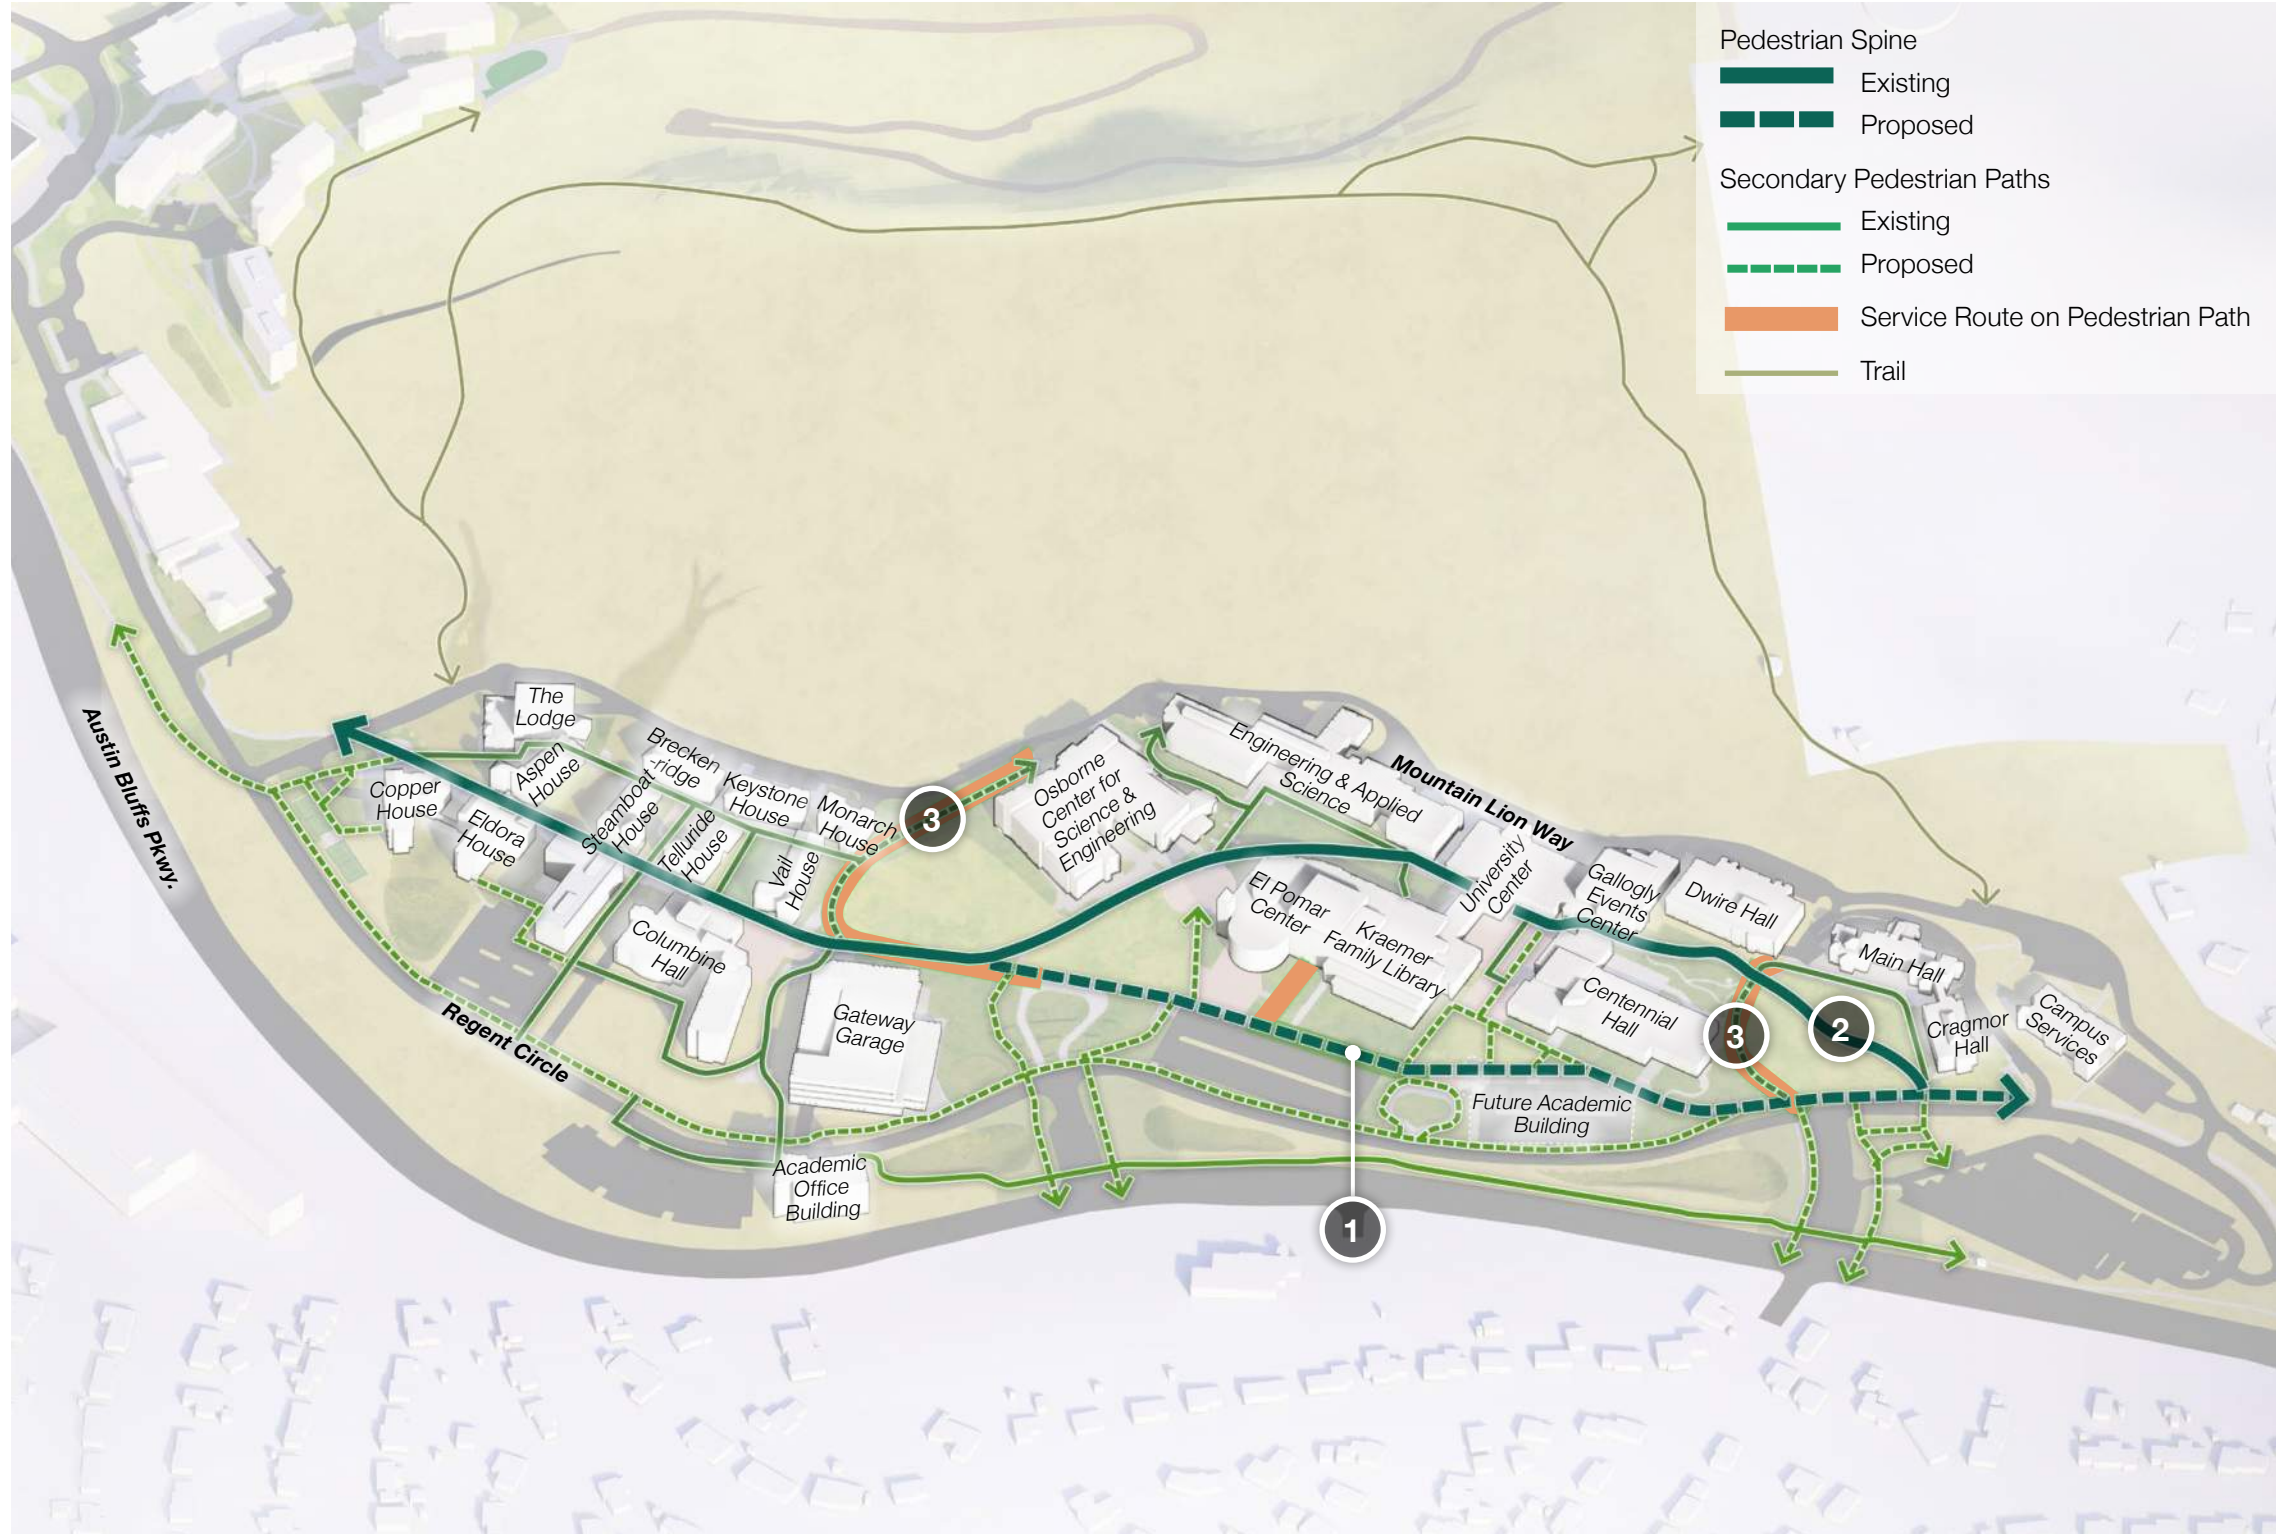 Pedestrian Spine
Existing
Proposed
Secondary Pedestrian Paths
Existing
Proposed
Service Route on Pedestrian Path
Trail
Austin Bluffs Pkwy.
The
Lodge
Aspen
House
Copper
House
Eldora
House
Steamboat
House
Brecken
-ridge
Keystone
House
Telluride
House
Monarch
House
Vail
House
3
Columbine
Hall
Gateway
Garage
Regent Circle
Academic
Office
Building
Osborne
Center for
Science &
Engineering
Engineering & Applied
Science
Mountain Lion Way
University
Center
El Pomar
Center
Kraemer
Family Library
Gallogly
Events
Center
Dwire Hall
Centennial
Hall
Main Hall
Cragmor
Hall
Campus
Services
3
2
Future Academic
Building
1